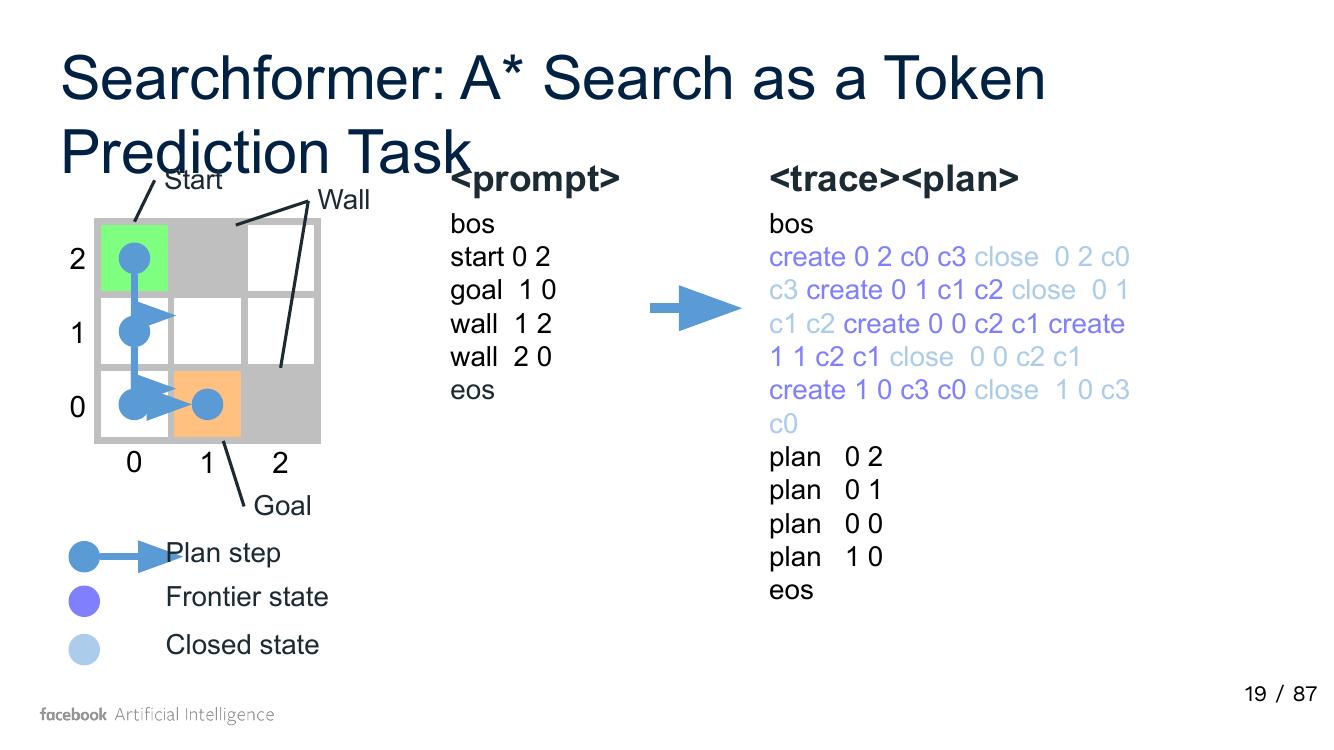 Searchformer: A* Search as a Token
Prediction Task
Start
Wall
2
1
0
0 1 2
Goal
Plan step
Frontier state
Closed state
<prompt>
bos
start 0 2
goal 1 0
wall 1 2
wall 2 0
eos
<trace><plan>
bos
create 0 2 c0 c3 close 0 2 c0
c3 create 0 1 c1 c2 close 0 1
c1 c2 create 0 0 c2 c1 create
1 1 c2 c1 close 0 0 c2 c1
create 1 0 c3 c0 close 1 0 c3
c0
plan 0 2
plan 0 1
plan 0 0
plan 1 0
eos
facebook Artificial Intelligence
19 / 87